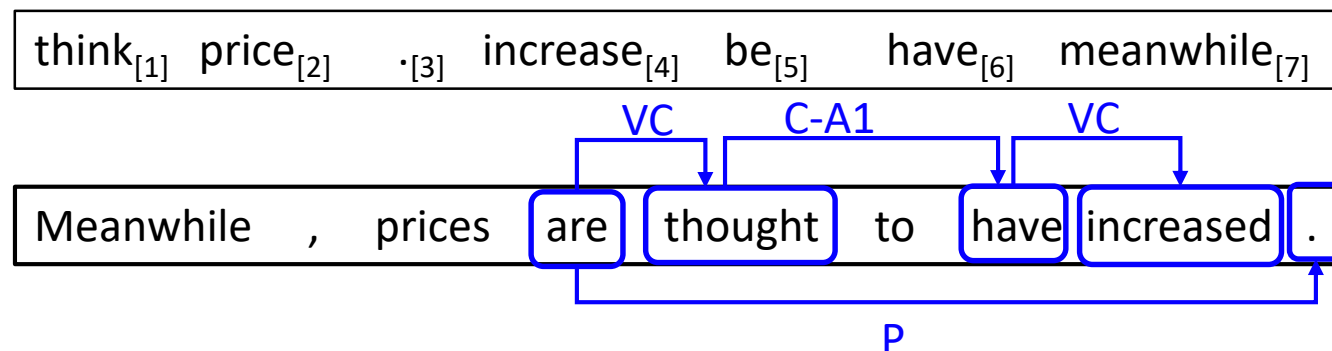 think[1] price[2] .[3] increase[4] be[5] have[6] meanwhile[7]
VC C-A1 VC
Meanwhile , prices are thought to have increased .
P